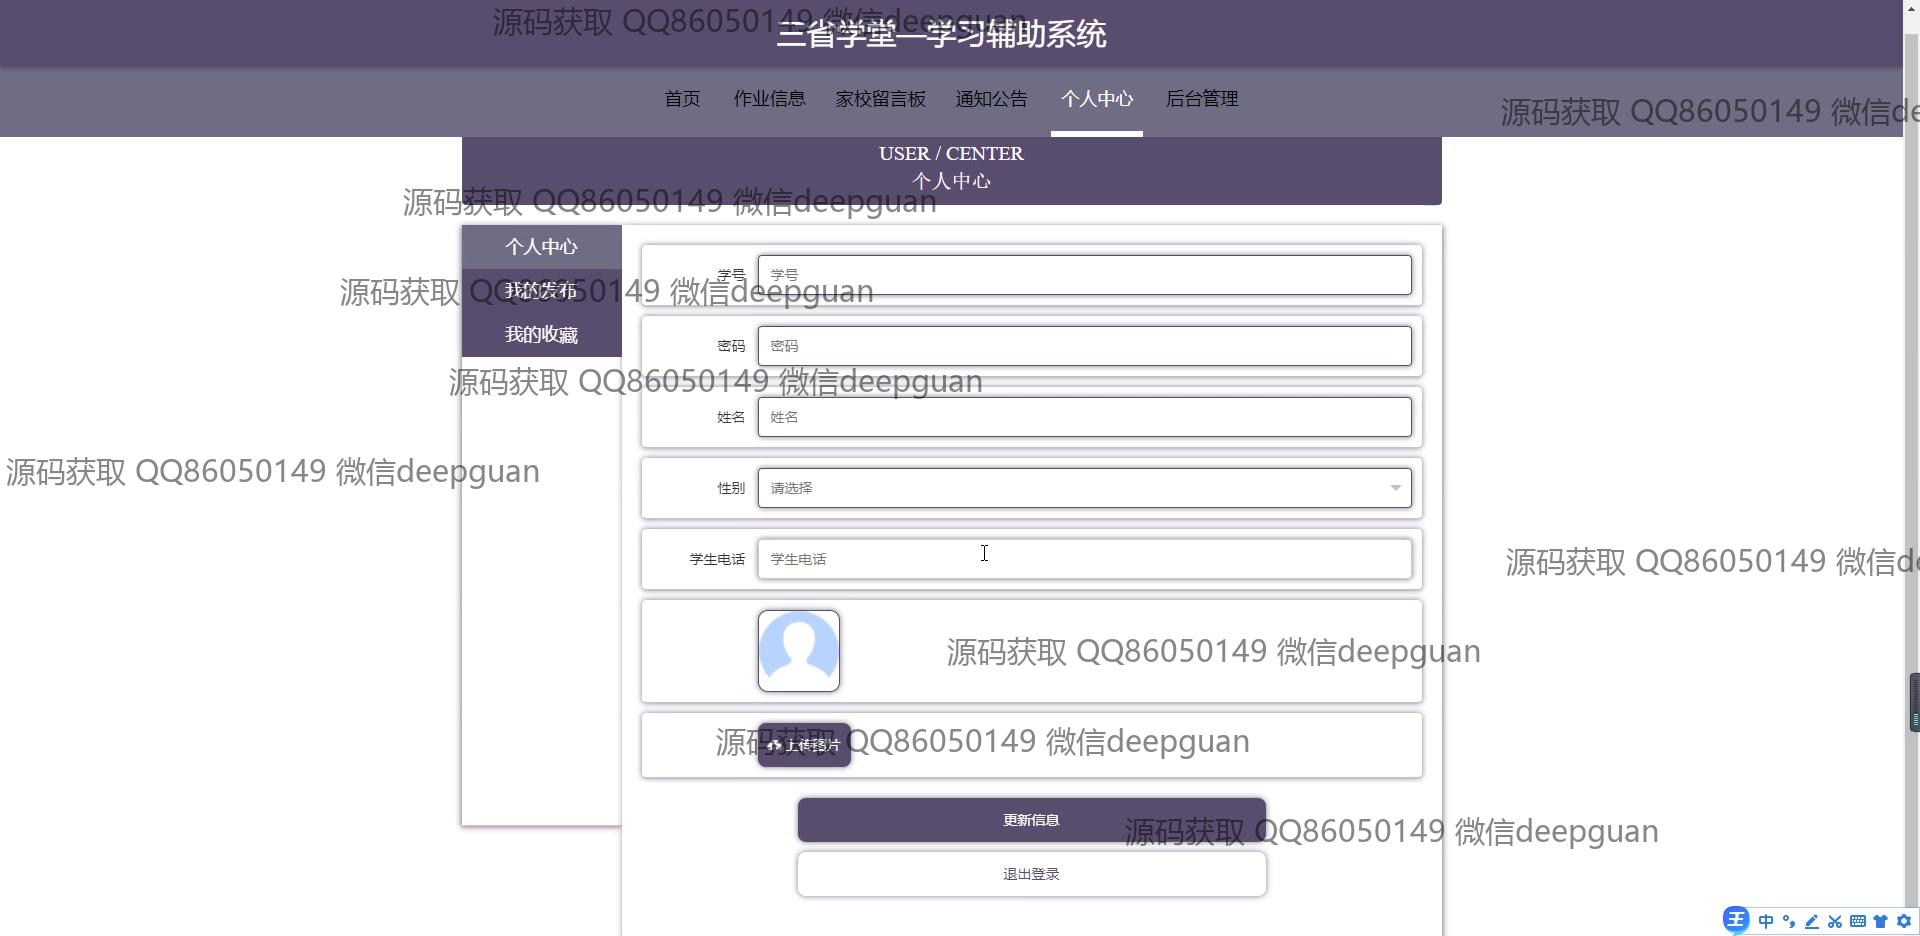 源码获取 QQ86050149 微信deepguan
三省学堂—学习辅助系统
首页 作业信息 家校留言板 通知公告 个人中心 后台管理
源码获取 QQ86050149 微信de
USER / CENTER
个人中心
源码获取 QQ86050149 微信deepguan
个人中心
学号 学号
我的发布
源码获取 QQ86050149 微信deepguan
我的收藏
密码 密码
源码获取 QQ86050149 微信deepguan
姓名 姓名
源码获取 QQ86050149 微信deepguan
性别 请选择
学生电话 学生电话
源码获取 QQ86050149 微信de
源码获取 QQ86050149 微信deepguan
上传图片
源码获取 QQ86050149 微信deepguan
更新信息
源码获取 QQ86050149 微信deepguan
退出登录
王 中